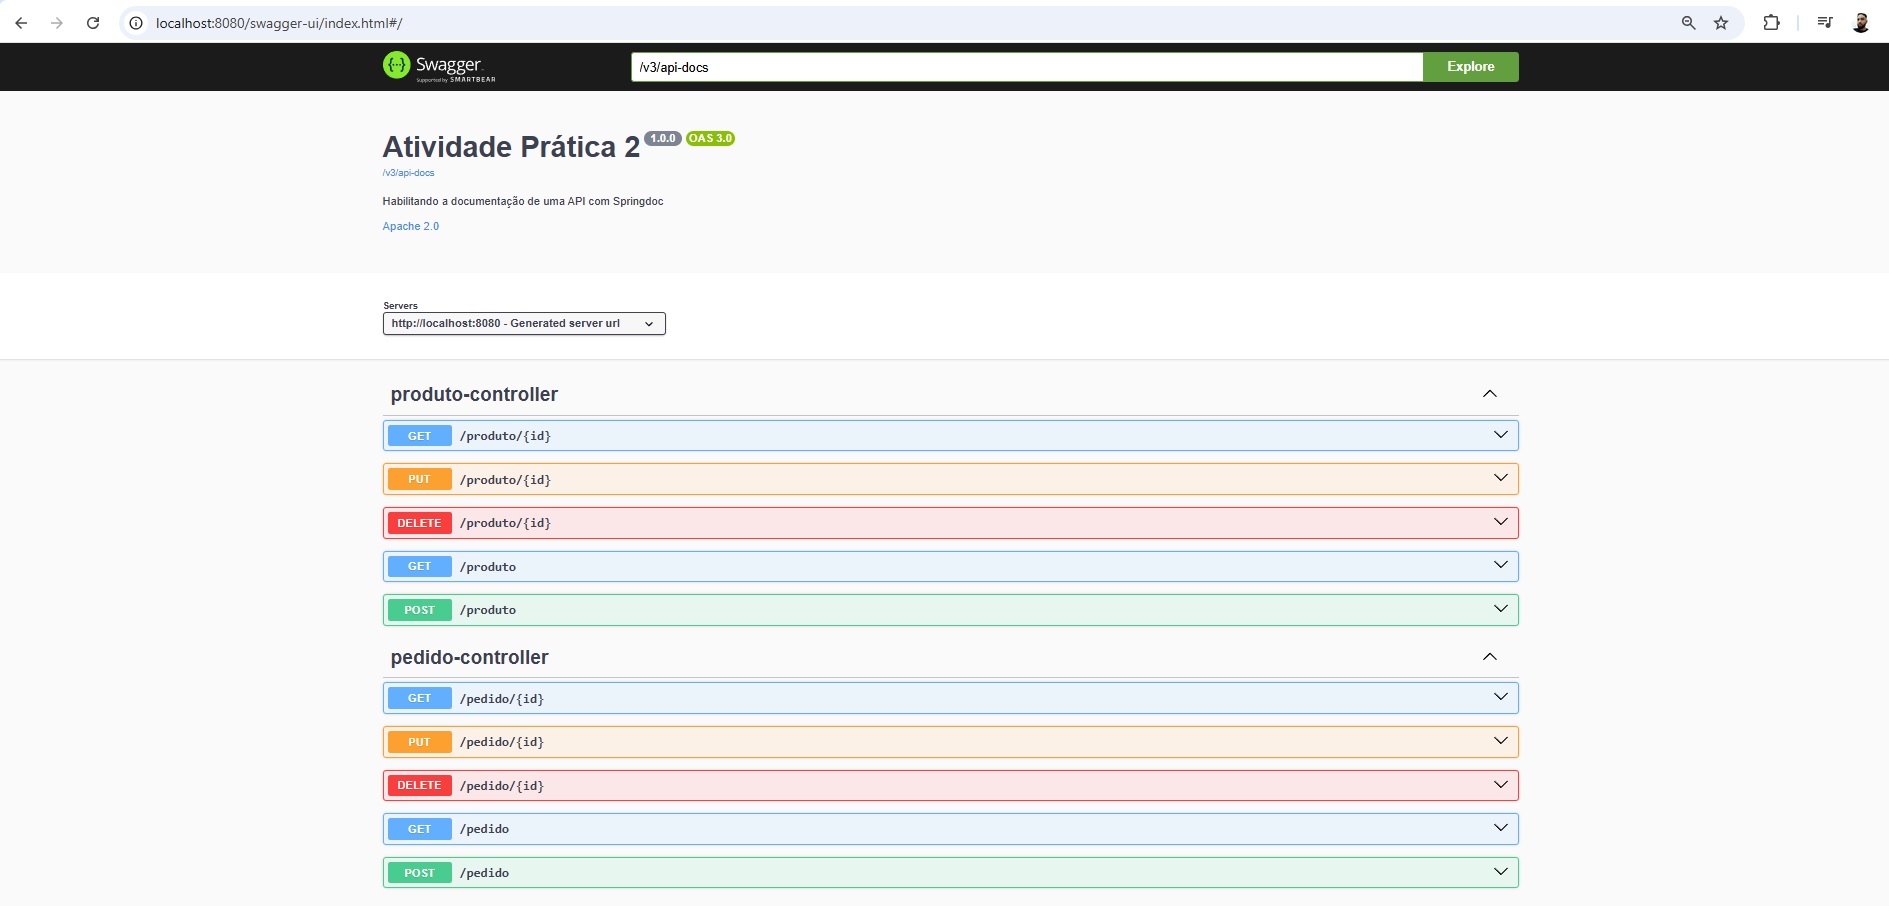 localhost:8080/swagger-ui/index.html#/
Swagger
Supported by SMARTBEAR
/v3/api-docs
Explore
Atividade Prática 2 1.0.0 OAS 3.0
/v3/api-docs
Habilitando a documentação de uma API com Springdoc
Apache 2.0
Servers
http://localhost:8080 - Generated server url
produto-controller
GET /produto/{id}
PUT /produto/{id}
DELETE /produto/{id}
GET /produto
POST /produto
pedido-controller
GET /pedido/{id}
PUT /pedido/{id}
DELETE /pedido/{id}
GET /pedido
POST /pedido